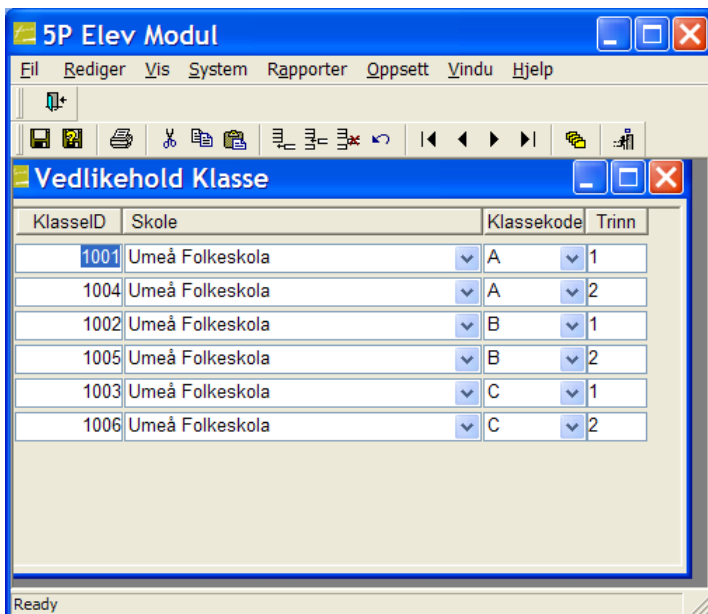 5P Elev Modul
Fil Rediger Vis System Rapporter Oppsett Vindu Hjelp
Vedlikehold Klasse
KlasseID Skole Klassekode Trinn
1001 Umeå Folkeskola A 1
1004 Umeå Folkeskola A 2
1002 Umeå Folkeskola B 1
1005 Umeå Folkeskola B 2
1003 Umeå Folkeskola C 1
1006 Umeå Folkeskola C 2
Ready